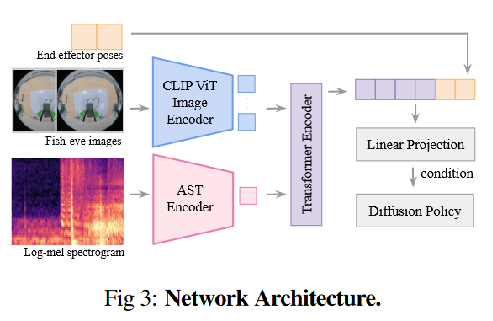 End effector poses
Fish-eye images
Log-mel spectrogram
CLIP ViT
Image
Encoder
AST
Encoder
Transformer Encoder
Linear Projection
condition
Diffusion Policy
Fig 3: Network Architecture.